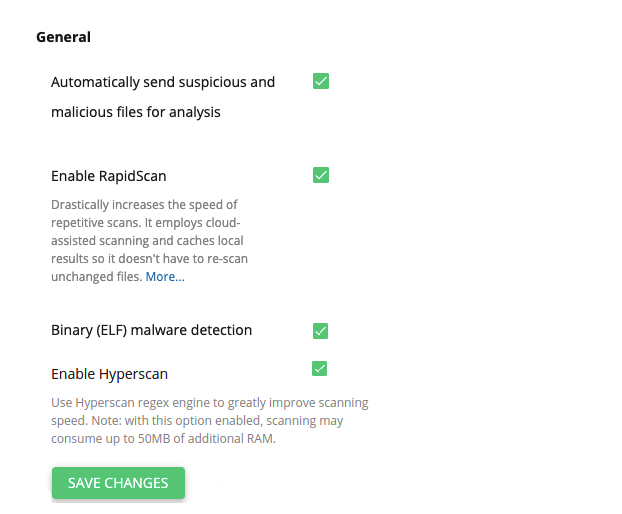 General
Automatically send suspicious and
malicious files for analysis
Enable RapidScan
Drastically increases the speed of
repetitive scans. It employs cloud-
assisted scanning and caches local
results so it doesn't have to re-scan
unchanged files. More...
Binary (ELF) malware detection
Enable Hyperscan
Use Hyperscan regex engine to greatly improve scanning
speed. Note: with this option enabled, scanning may
consume up to 50MB of additional RAM.
SAVE CHANGES